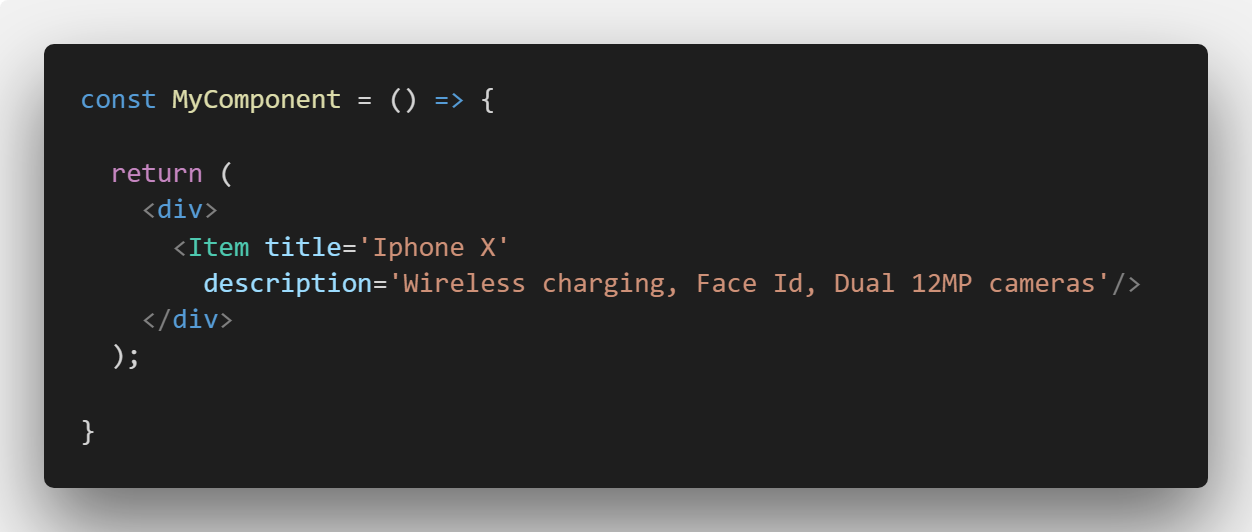 const MyComponent = () => {
return (
<div>
<Item title='Iphone X'
description='Wireless charging, Face Id, Dual 12MP cameras'/>
</div>
);
}